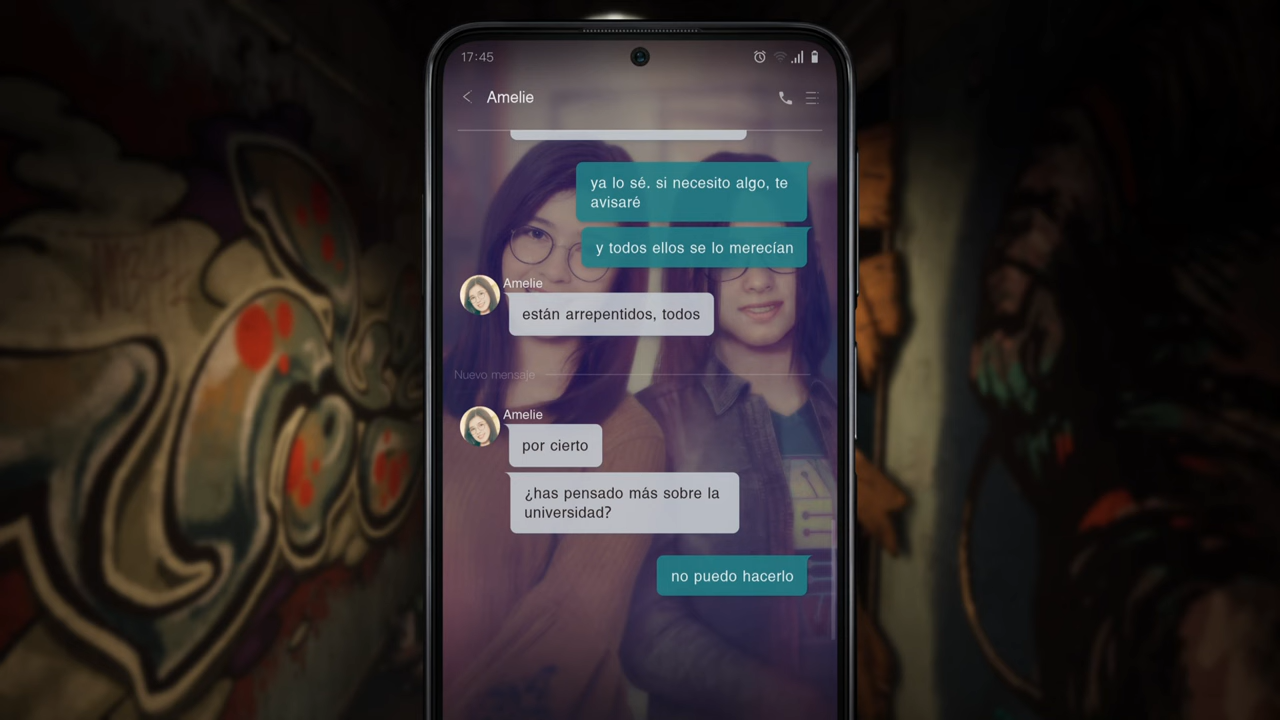 17:45
Amelie
ya lo sé. si necesito algo, te
avisaré
y todos ellos se lo merecían
Amelie
están arrepentidos, todos
Nuevo mensaje
Amelie
por cierto
¿has pensado más sobre la
universidad?
no puedo hacerlo